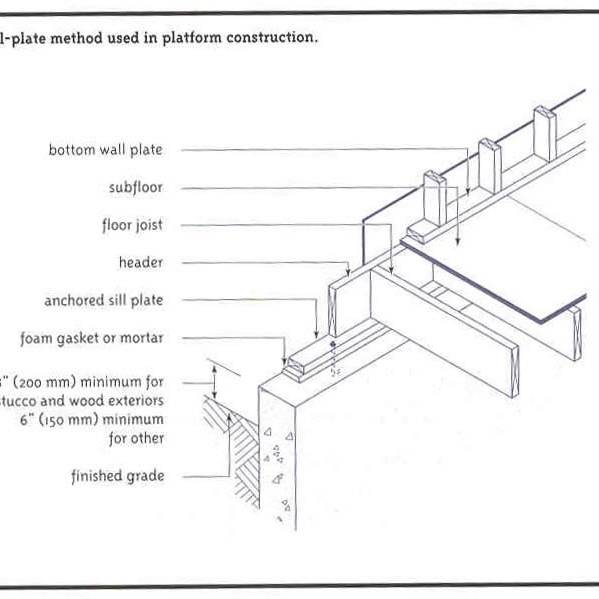 l-plate method used in platform construction.
bottom wall plate
subfloor
floor joist
header
anchored sill plate
foam gasket or mortar
" (200 mm) minimum for
tucco and wood exteriors
6" (150 mm) minimum
for other
finished grade